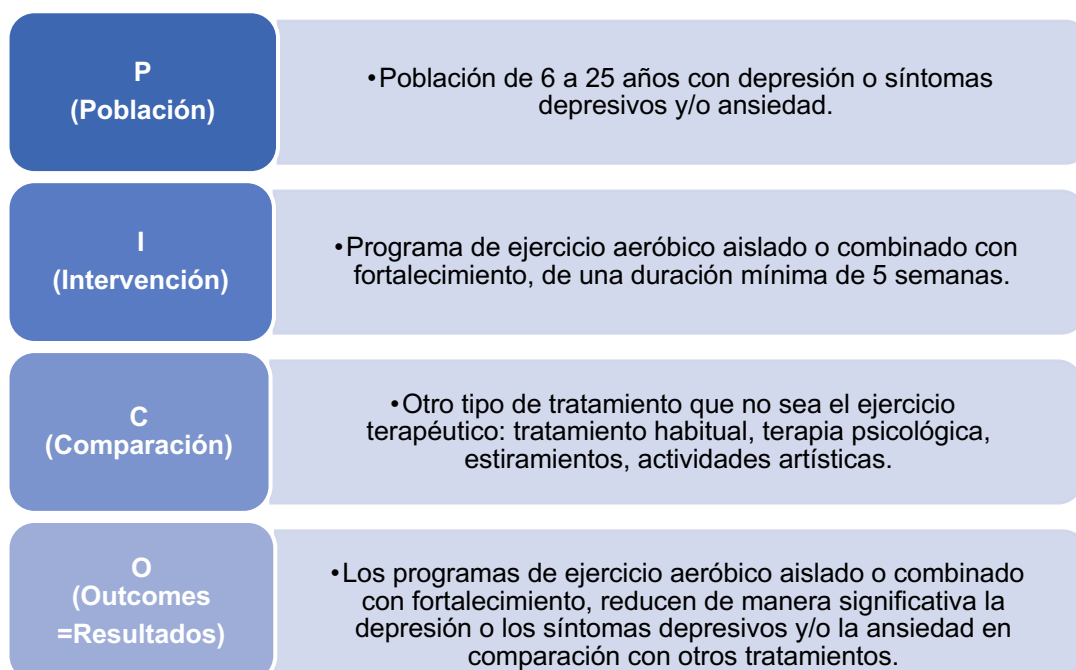 P
(Población)
•Población de 6 a 25 años con depresión o síntomas
depresivos y/o ansiedad.
I
(Intervención)
•Programa de ejercicio aeróbico aislado o combinado con
fortalecimiento, de una duración mínima de 5 semanas.
C
(Comparación)
•Otro tipo de tratamiento que no sea el ejercicio
terapéutico: tratamiento habitual, terapia psicológica,
estiramientos, actividades artísticas.
O
(Outcomes
=Resultados)
•Los programas de ejercicio aeróbico aislado o combinado
con fortalecimiento, reducen de manera significativa la
depresión o los síntomas depresivos y/o la ansiedad en
comparación con otros tratamientos.